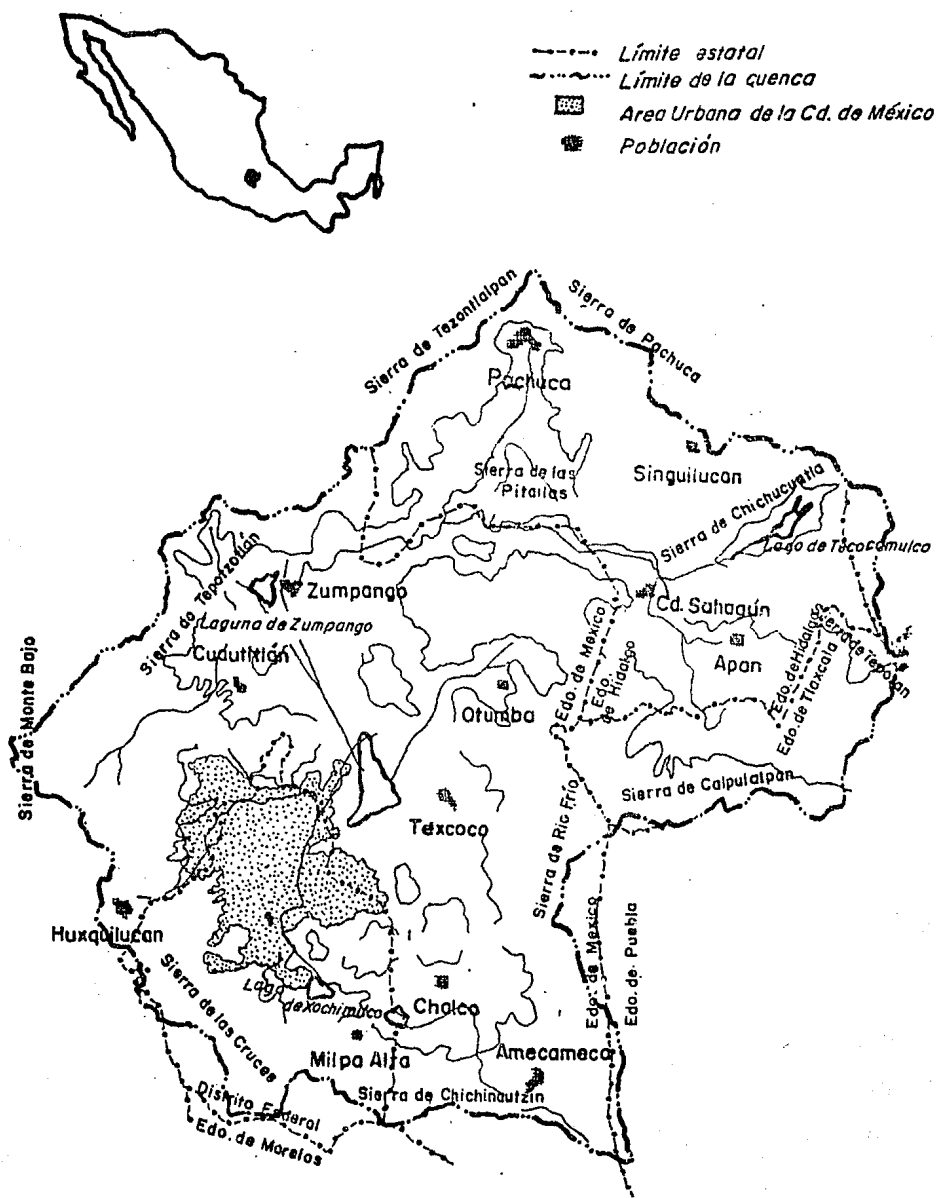 Límite estatal
Límite de la cuenca
Area Urbana de la Cd. de México
Población
Sierra de Tezontlalpan
Sierra de Pachuca
Pachuca
Sierra de las
Pitallas
Singuilucan
Sierra de Chichucuatla
Lago de Tecocomulco
Sierra de Tepotzotlán
Zumpango
Laguna de Zumpango
Cuautitlán
Cd. Sahagún
Apan
Edo. de México
Edo.
de Hidalgo
Edo. de Hidalgo
Edo. de Tlaxcala
Sierra de Tepozan
Otumba
Sierra de Monte Bajo
Sierra de Calpulalpan
Texcoco
Sierra de Río Frío
Huxquilucan
Edo. de México
Edo. de Puebla
Sierra de las Cruces
Lago
de Xochimilco
Chalco
Milpa Alta
Amecameca
Sierra de Chichinautzin
Distrito Federal
Edo. de Morelos